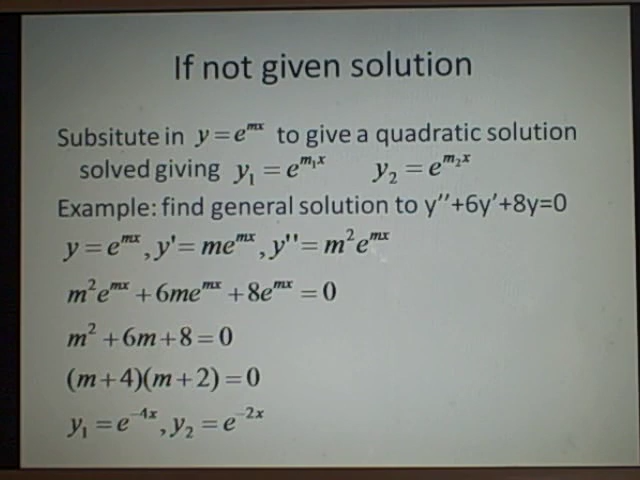 If not given solution
Subsitute in y = e^{mx} to give a quadratic solution
solved giving y₁ = e^{m₁x} y₂ = e^{m₂x}
Example: find general solution to y''+6y'+8y=0
y = e^{mx}, y' = me^{mx}, y'' = m²e^{mx}
m²e^{mx} + 6me^{mx} + 8e^{mx} = 0
m² + 6m + 8 = 0
(m+4)(m+2) = 0
y₁ = e^{-4x}, y₂ = e^{-2x}